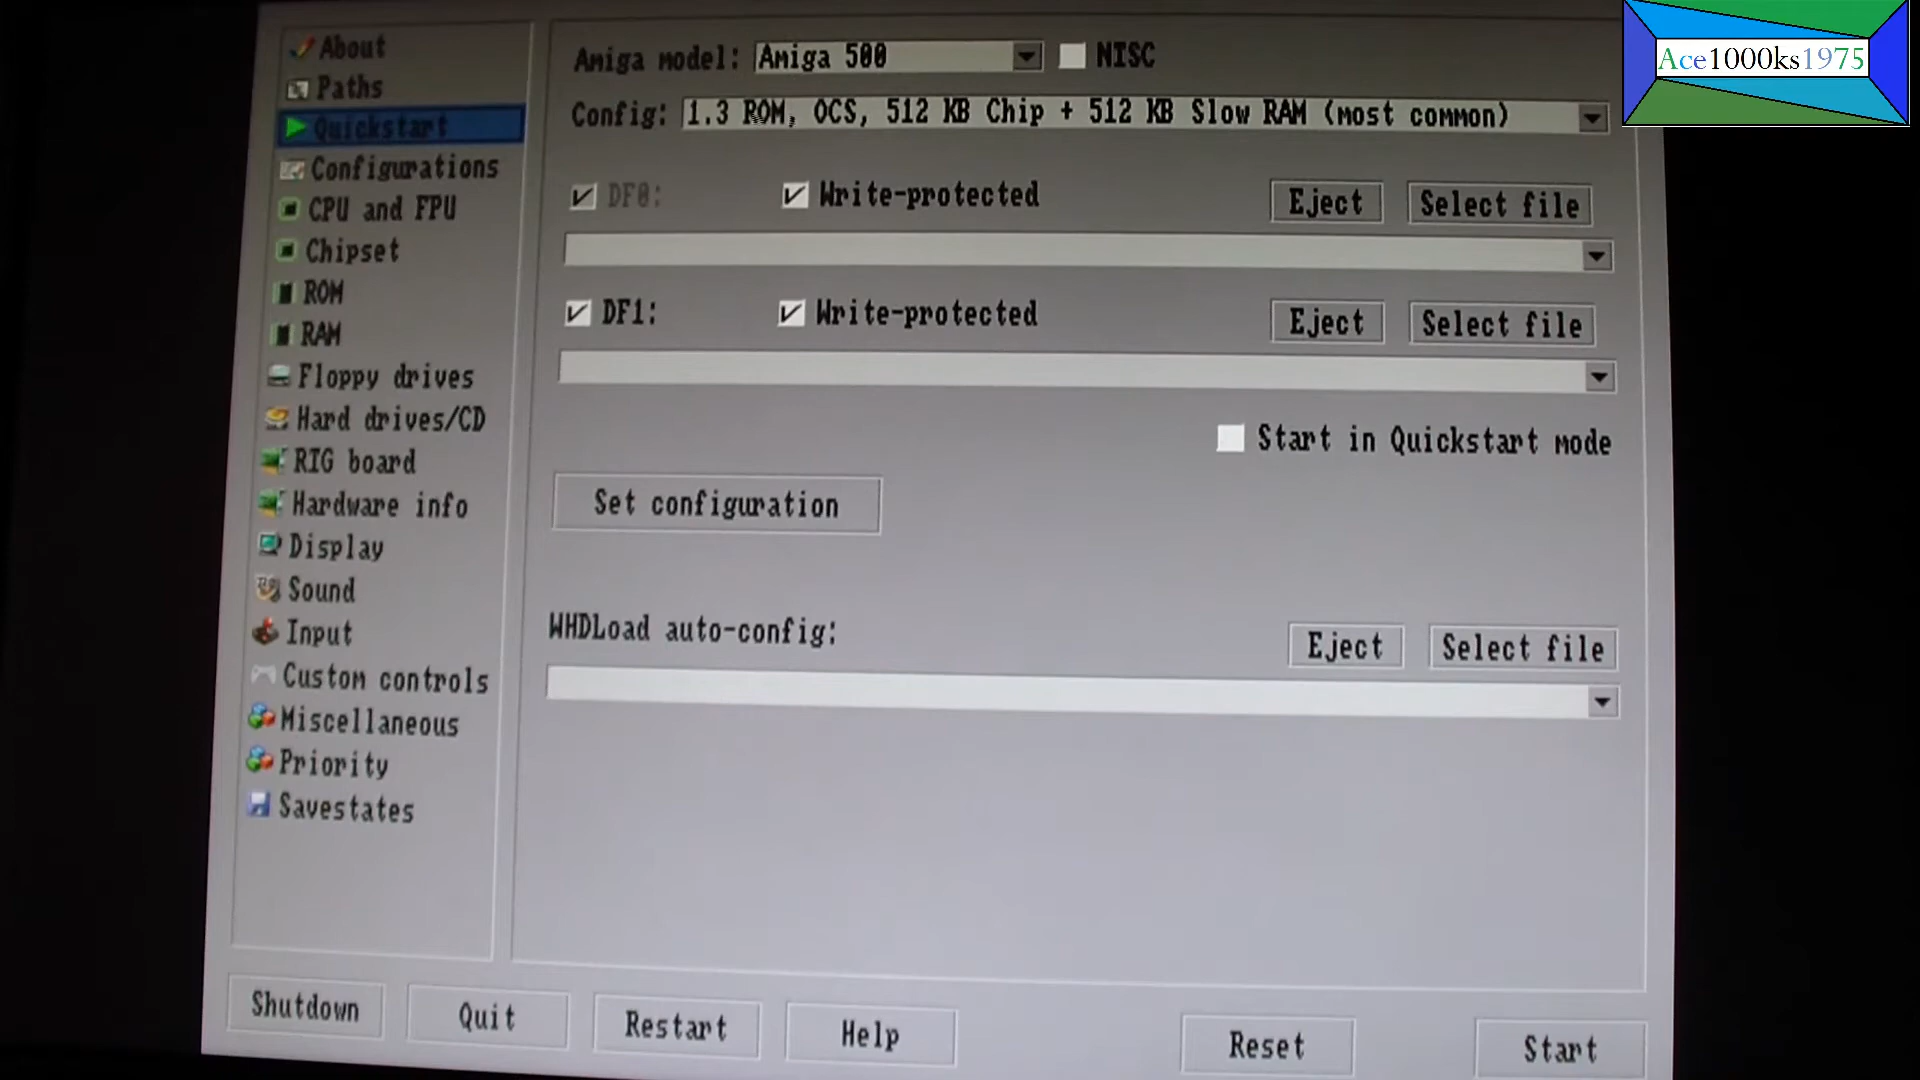 Ace1000ks1975
About
Paths
Quickstart
Configurations
CPU and FPU
Chipset
ROM
RAM
Floppy drives
Hard drives/CD
RTG board
Hardware info
Display
Sound
Input
Custom controls
Miscellaneous
Priority
Savestates
Amiga model: Amiga 500 NTSC
Config: 1.3 ROM, OCS, 512 KB Chip + 512 KB Slow RAM (most common)
DF0: Write-protected Eject Select file
DF1: Write-protected Eject Select file
Start in Quickstart mode
Set configuration
WHDLoad auto-config: Eject Select file
Shutdown Quit Restart Help Reset Start